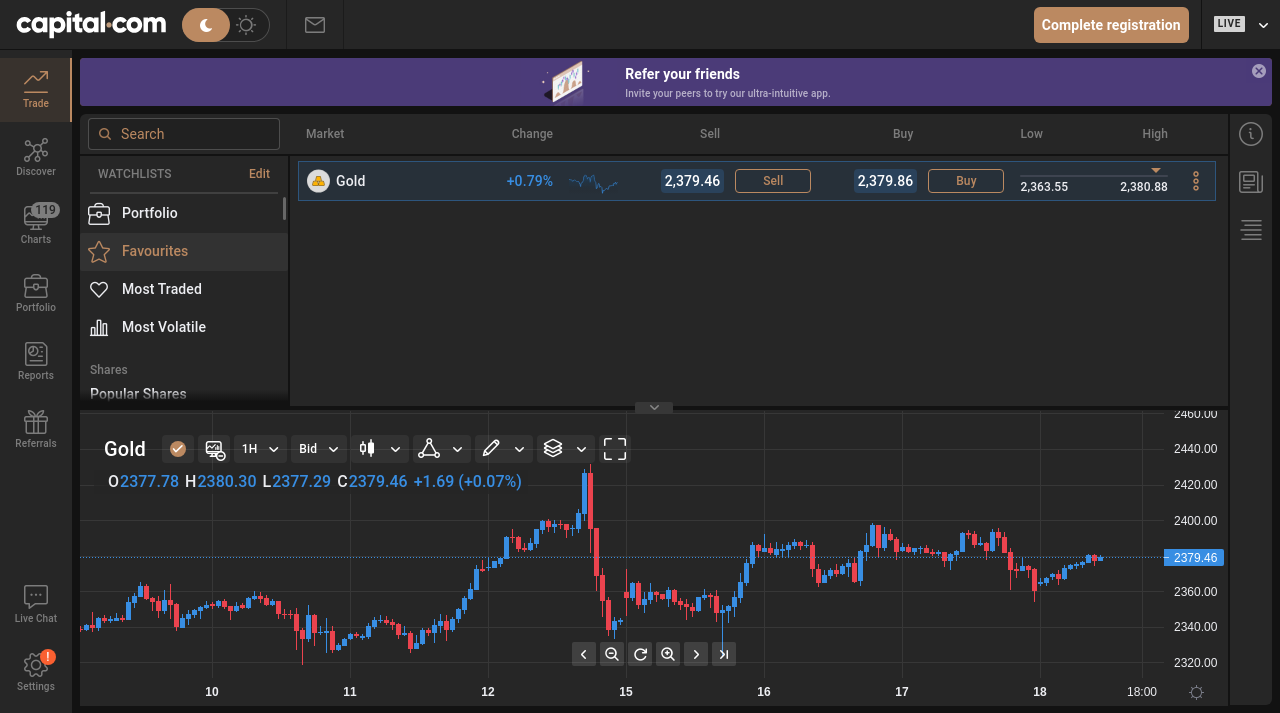 capital.com
Complete registration
LIVE
Trade
Discover
119
Charts
Portfolio
Reports
Referrals
Live Chat
!
Settings
Refer your friends
Invite your peers to try our ultra-intuitive app.
Search
Market Change Sell Buy Low High
WATCHLISTS Edit
Portfolio
Favourites
Most Traded
Most Volatile
Shares
Popular Shares
Gold +0.79% 2,379.46 Sell 2,379.86 Buy 2,363.55 2,380.88
Gold 1H Bid
O2377.78 H2380.30 L2377.29 C2379.46 +1.69 (+0.07%)
2460.00
2440.00
2420.00
2400.00
2379.46
2360.00
2340.00
2320.00
10 11 12 15 16 17 18 18:00